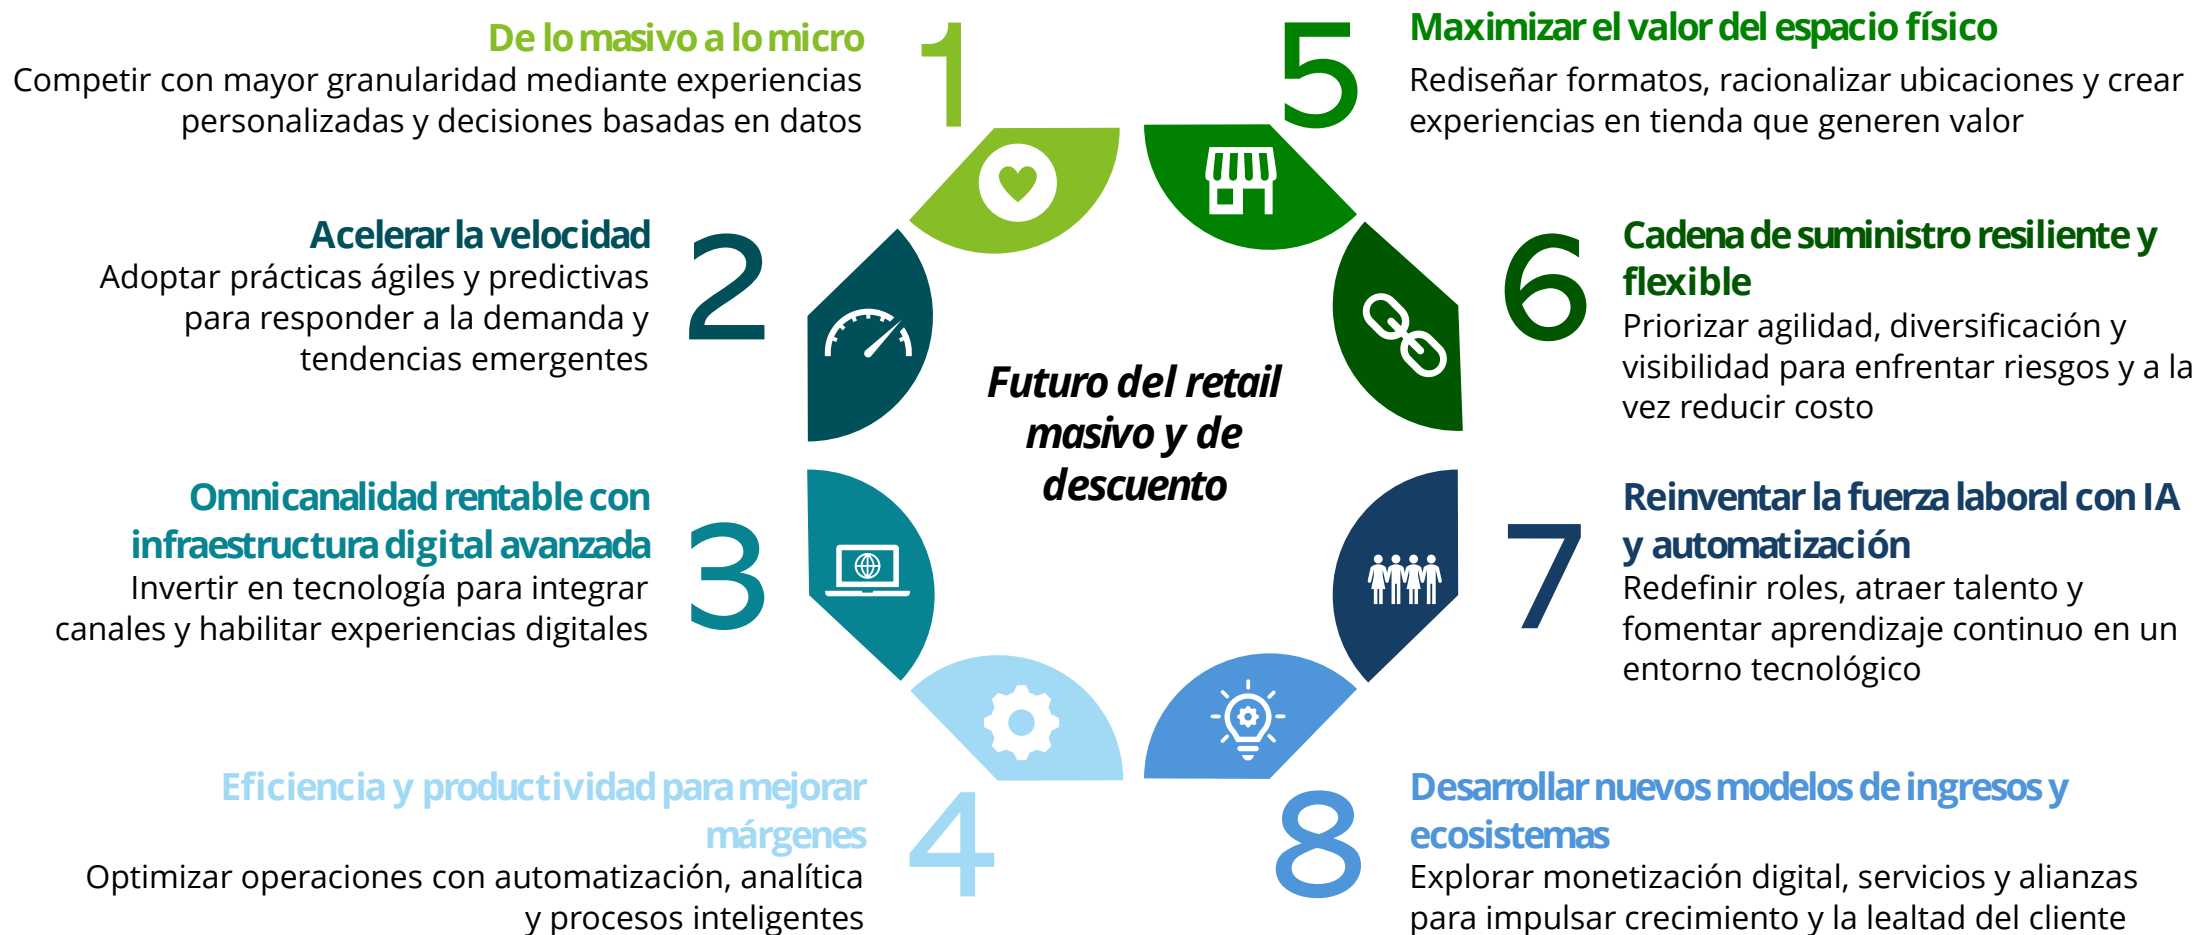 1
De lo masivo a lo micro
Competir con mayor granularidad mediante experiencias
personalizadas y decisiones basadas en datos
2
Acelerar la velocidad
Adoptar prácticas ágiles y predictivas
para responder a la demanda y
tendencias emergentes
3
Omnicanalidad rentable con
infraestructura digital avanzada
Invertir en tecnología para integrar
canales y habilitar experiencias digitales
4
Eficiencia y productividad para mejorar
márgenes
Optimizar operaciones con automatización, analítica
y procesos inteligentes
Futuro del retail
masivo y de
descuento
5
Maximizar el valor del espacio físico
Rediseñar formatos, racionalizar ubicaciones y crear
experiencias en tienda que generen valor
6
Cadena de suministro resiliente y
flexible
Priorizar agilidad, diversificación y
visibilidad para enfrentar riesgos y a la
vez reducir costo
7
Reinventar la fuerza laboral con IA
y automatización
Redefinir roles, atraer talento y
fomentar aprendizaje continuo en un
entorno tecnológico
8
Desarrollar nuevos modelos de ingresos y
ecosistemas
Explorar monetización digital, servicios y alianzas
para impulsar crecimiento y la lealtad del cliente